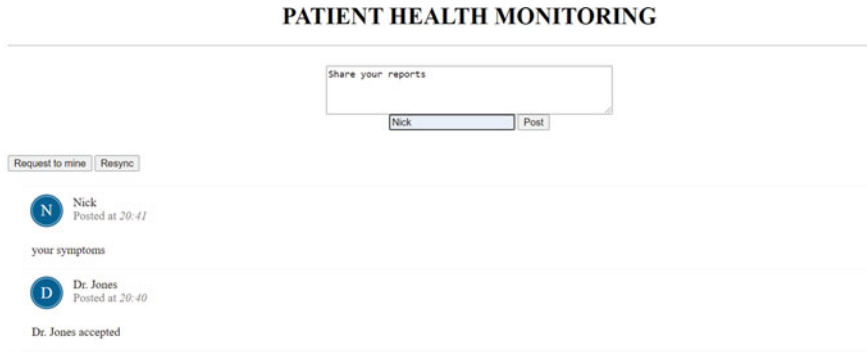 PATIENT HEALTH MONITORING
Share your reports
Nick Post
Request to mine Resync
N
Nick
Posted at 20:41
your symptoms
D
Dr. Jones
Posted at 20:40
Dr. Jones accepted